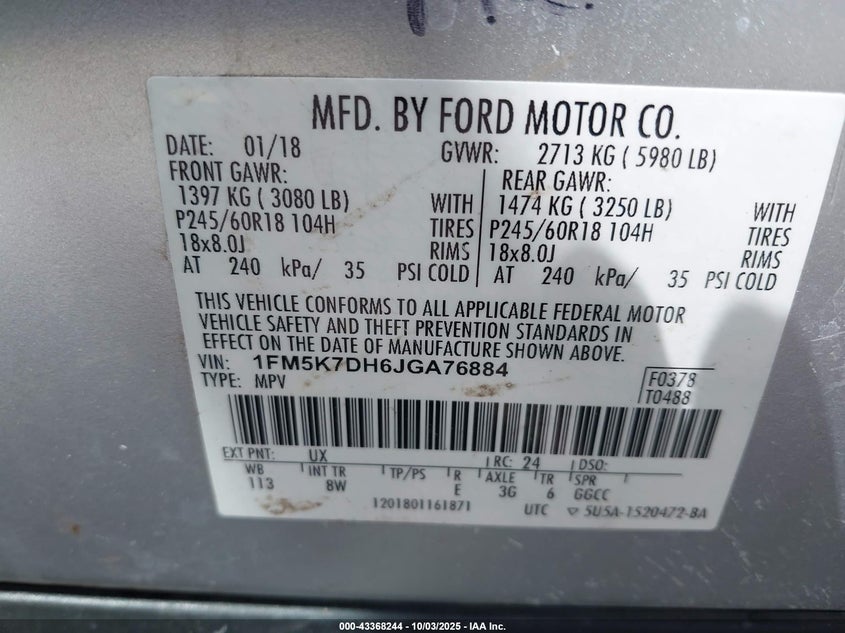 MFD. BY FORD MOTOR CO.
DATE: 01/18 GVWR: 2713 KG ( 5980 LB)
FRONT GAWR: REAR GAWR:
1397 KG ( 3080 LB) WITH 1474 KG ( 3250 LB) WITH
P245/60R18 104H TIRES P245/60R18 104H TIRES
18x8.0J RIMS 18x8.0J RIMS
AT 240 kPa/ 35 PSI COLD AT 240 kPa/ 35 PSI COLD
THIS VEHICLE CONFORMS TO ALL APPLICABLE FEDERAL MOTOR
VEHICLE SAFETY AND THEFT PREVENTION STANDARDS IN
EFFECT ON THE DATE OF MANUFACTURE SHOWN ABOVE.
VIN: 1FM5K7DH6JGA76884
TYPE: MPV F0378
T0488
EXT PNT: UX RC: 24 DSO:
WB INT TR TP/PS R AXLE TR SPR
113 8W E 3G 6 GGCC
1201801161871 UTC ▽ 5U5A-1520472-BA
000-43368244 | 10/03/2025 - IAA Inc.